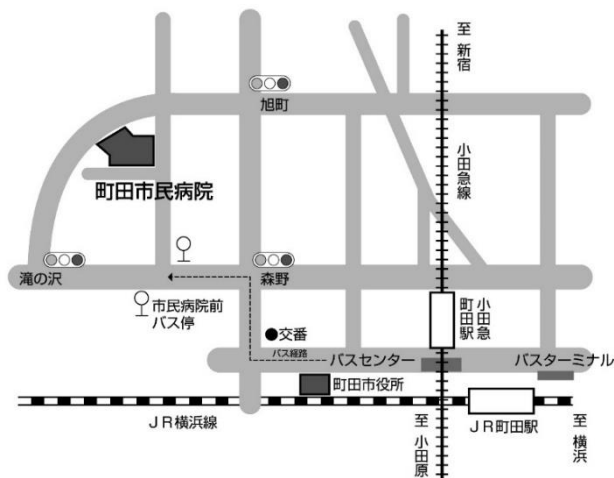 至 新宿
旭町
小田急線
町田市民病院
滝の沢
森野
市民病院前
バス停
小田急
町田駅
交番
バス経路
バスセンター
バスターミナル
町田市役所
JR横浜線
至 小田原
JR町田駅
至 横浜